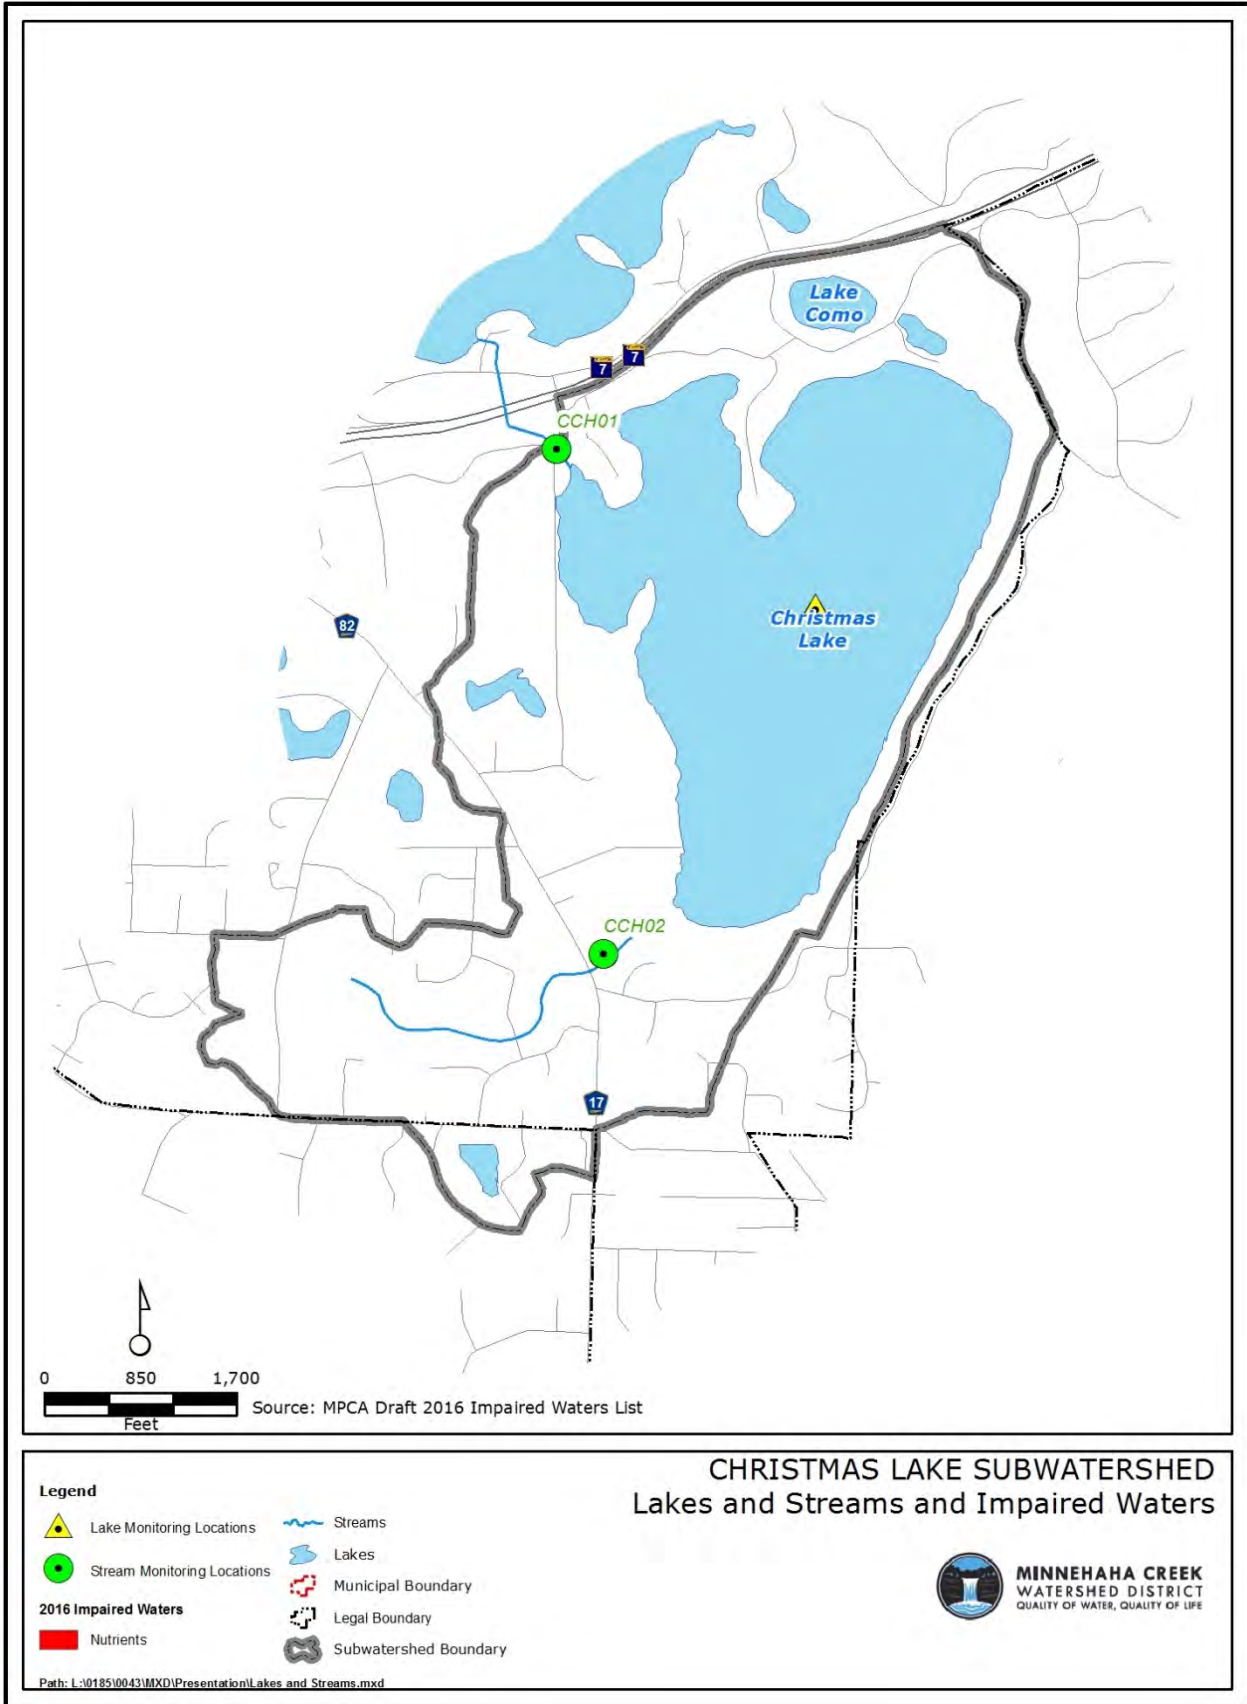 Lake
Como
7
7
CCH01
Christmas
Lake
82
CCH02
17
0 850 1,700
Feet
Source: MPCA Draft 2016 Impaired Waters List
CHRISTMAS LAKE SUBWATERSHED
Lakes and Streams and Impaired Waters
Legend
Lake Monitoring Locations
Stream Monitoring Locations
2016 Impaired Waters
Nutrients
Streams
Lakes
Municipal Boundary
Legal Boundary
Subwatershed Boundary
MINNEHAHA CREEK
WATERSHED DISTRICT
QUALITY OF WATER, QUALITY OF LIFE
Path: L:\0185\0043\MXD\Presentation\Lakes and Streams.mxd